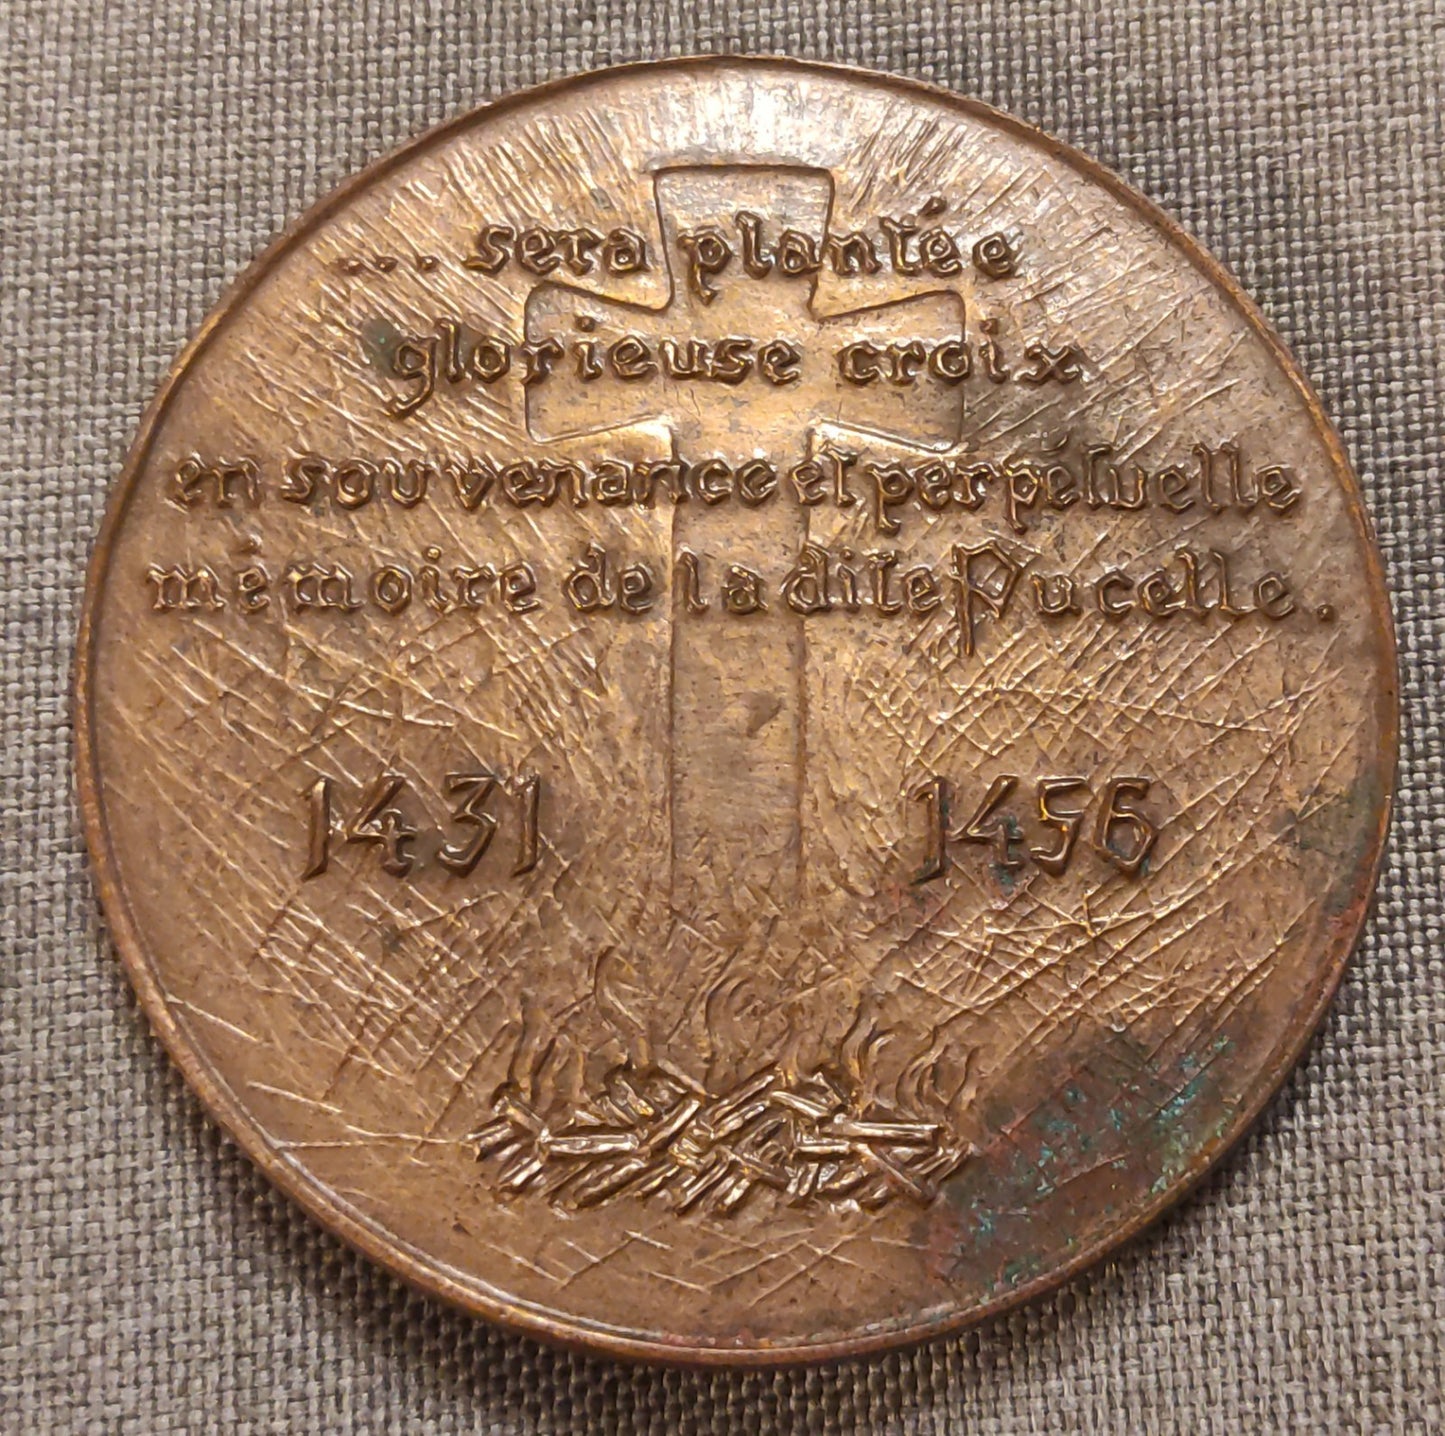 ... sera plantée
glorieuse croix
en souvenance et perpétuelle
mémoire de la dite Pucelle.
1431 1456